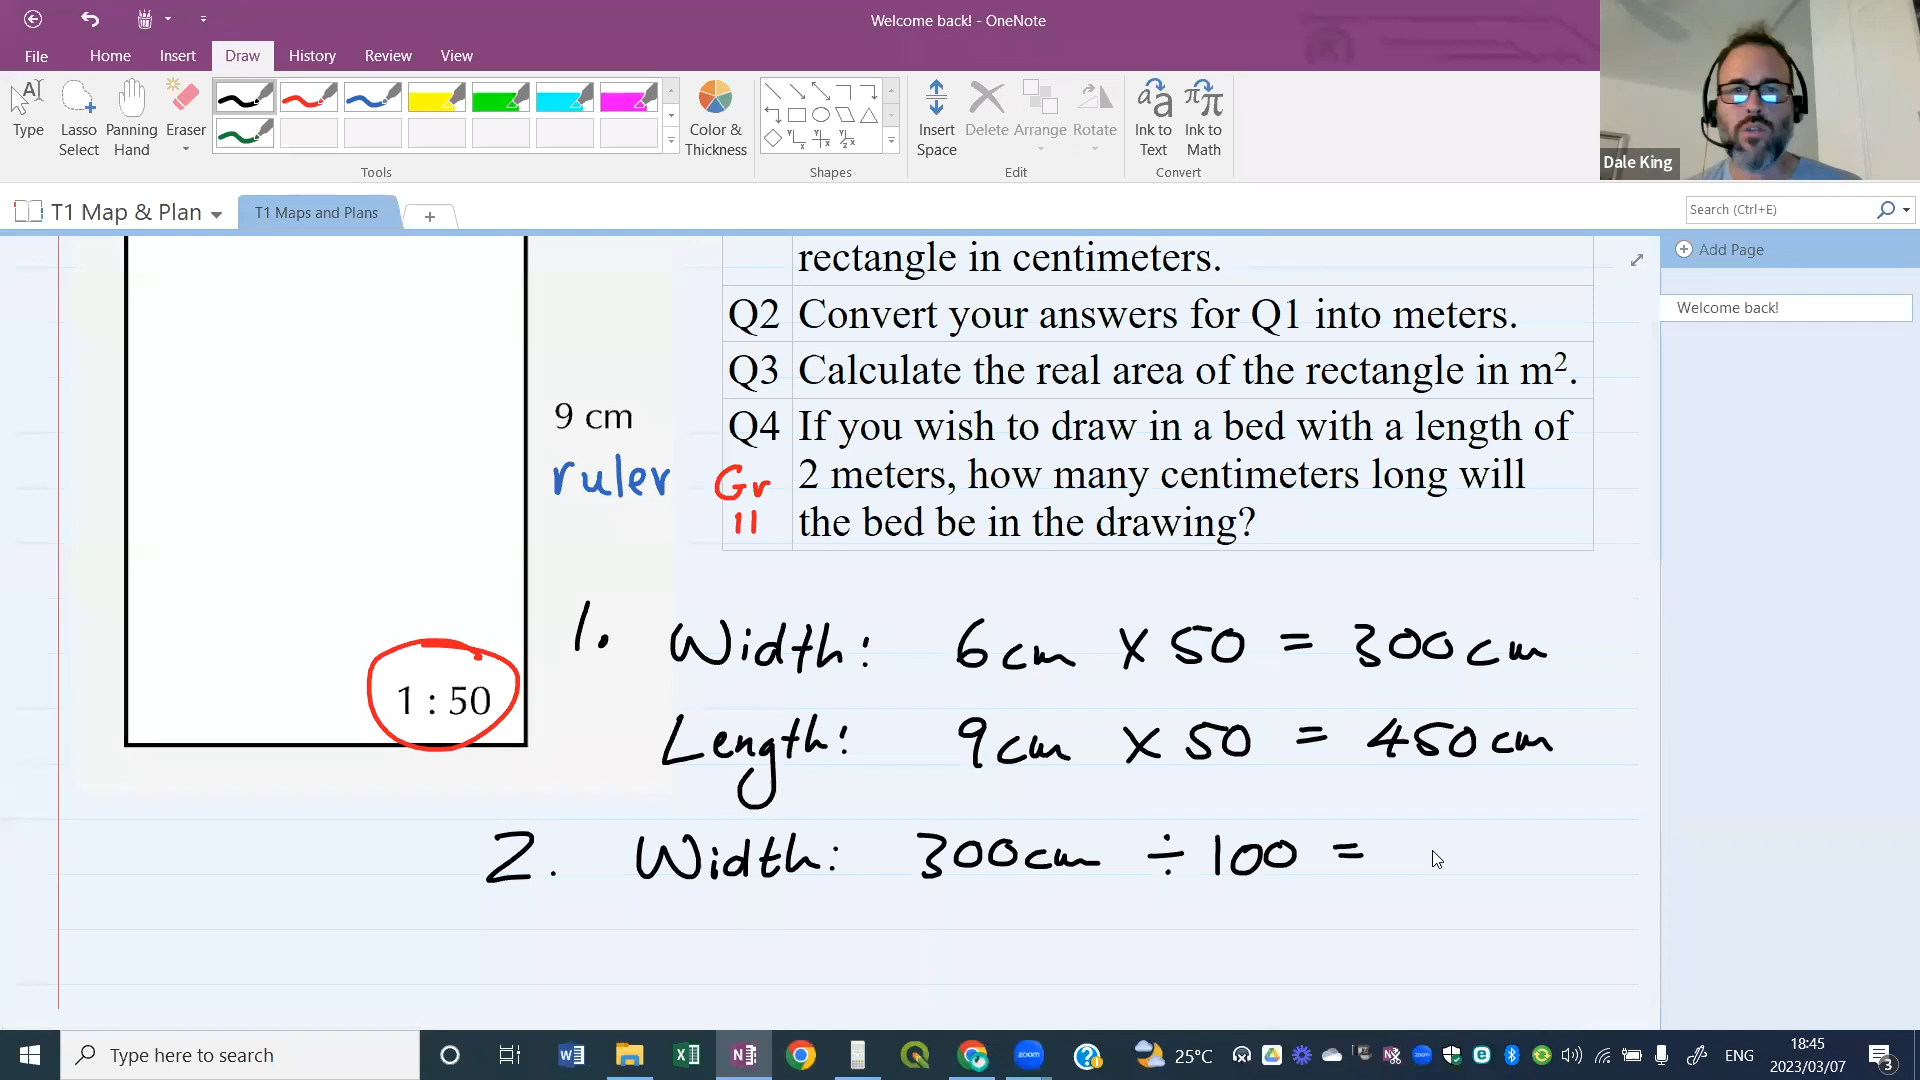 Welcome back! - OneNote
File Home Insert Draw History Review View
Type
Lasso Select
Panning Hand
Eraser
Color & Thickness
Insert Space
Delete
Arrange
Rotate
Ink to Text
Ink to Math
Tools
Shapes
Edit
Convert
Dale King
T1 Map & Plan
T1 Maps and Plans
Search (Ctrl+E)
Add Page
Welcome back!
rectangle in centimeters.
Q2 Convert your answers for Q1 into meters.
Q3 Calculate the real area of the rectangle in m².
Q4 If you wish to draw in a bed with a length of
2 meters, how many centimeters long will
the bed be in the drawing?
Gr
11
9 cm
ruler
1 : 50
1. Width: 6cm x 50 = 300cm
Length: 9cm x 50 = 450cm
2. Width: 300cm ÷ 100 =
Type here to search
zoom
25°C
ENG
18:45
2023/03/07
3